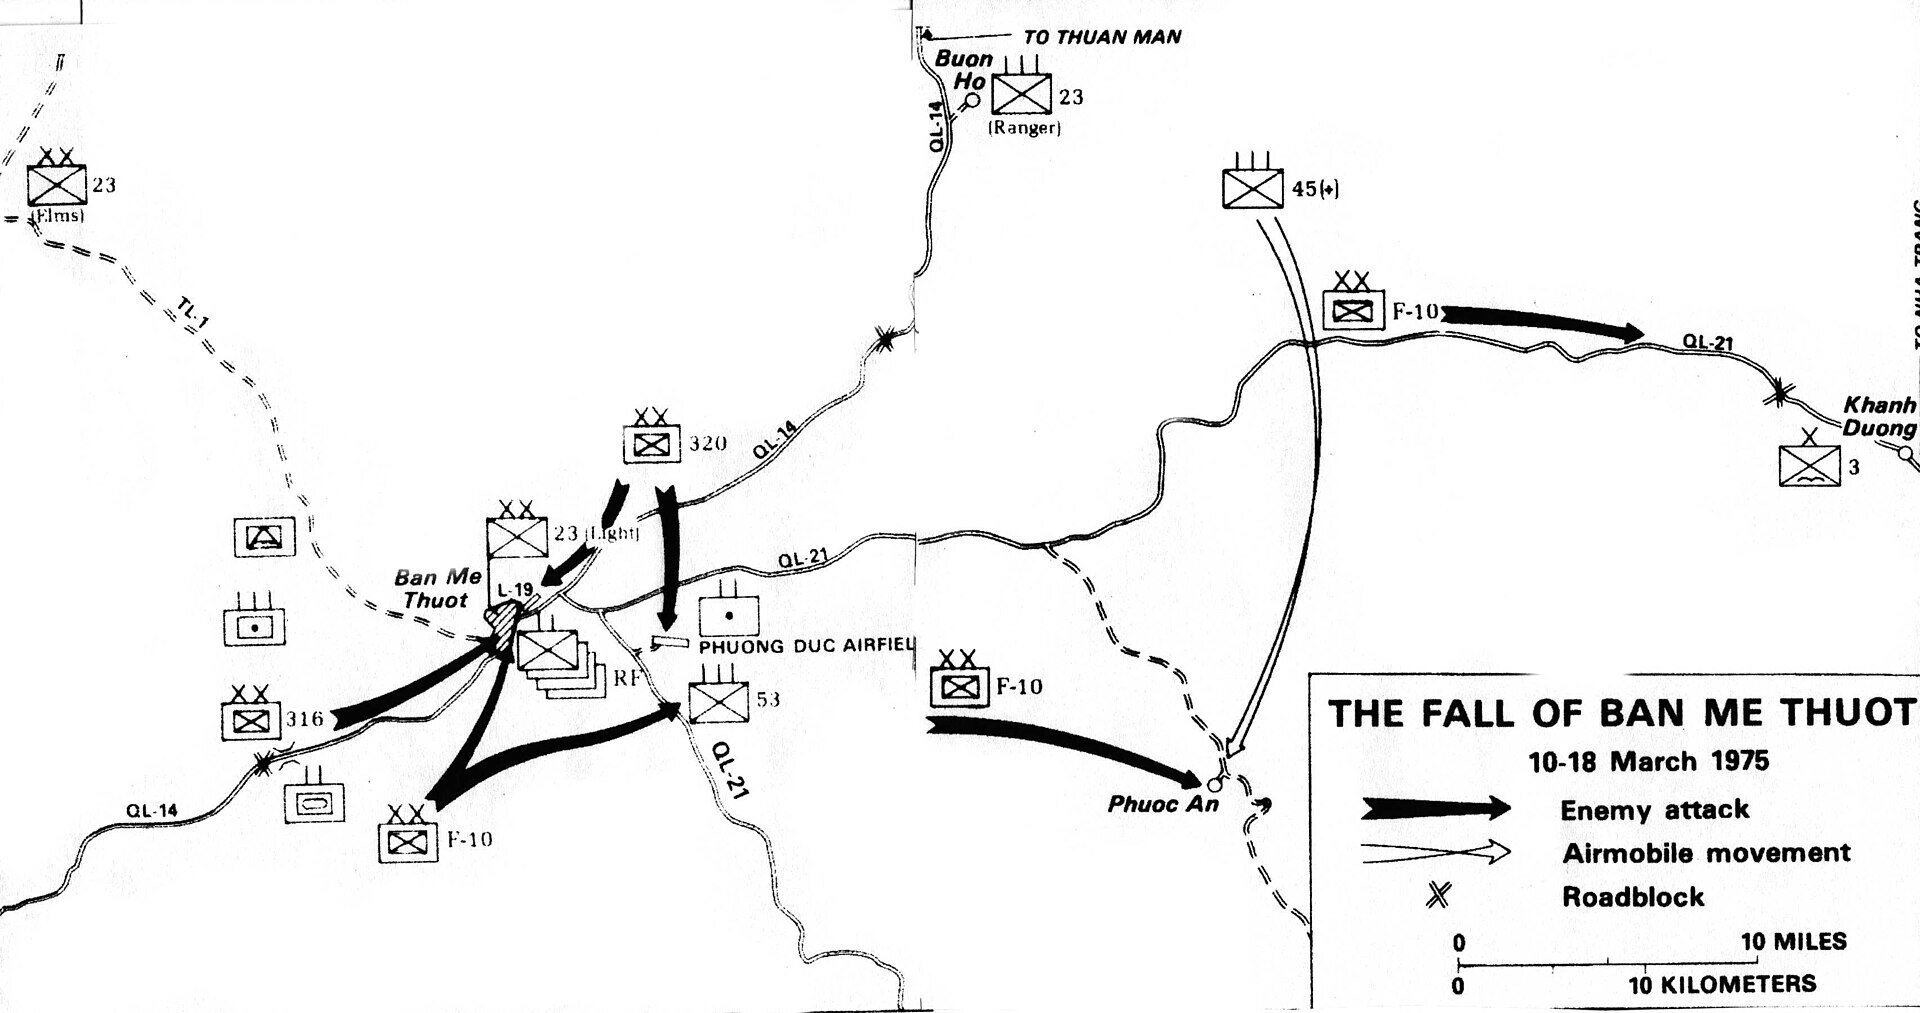 TO THUAN MAN
Buon
Ho
23
(Ranger)
QL-14
23
(Elms)
45(+)
F-10
TL-1
QL-21
Khanh
Duong
3
320
QL-14
23 (Light)
QL-21
Ban Me
Thuot
L-19
PHUONG DUC AIRFIEL
RF
53
F-10
316
QL-21
QL-14
F-10
Phuoc An
THE FALL OF BAN ME THUOT
10-18 March 1975
Enemy attack
Airmobile movement
Roadblock
0 10 MILES
0 10 KILOMETERS